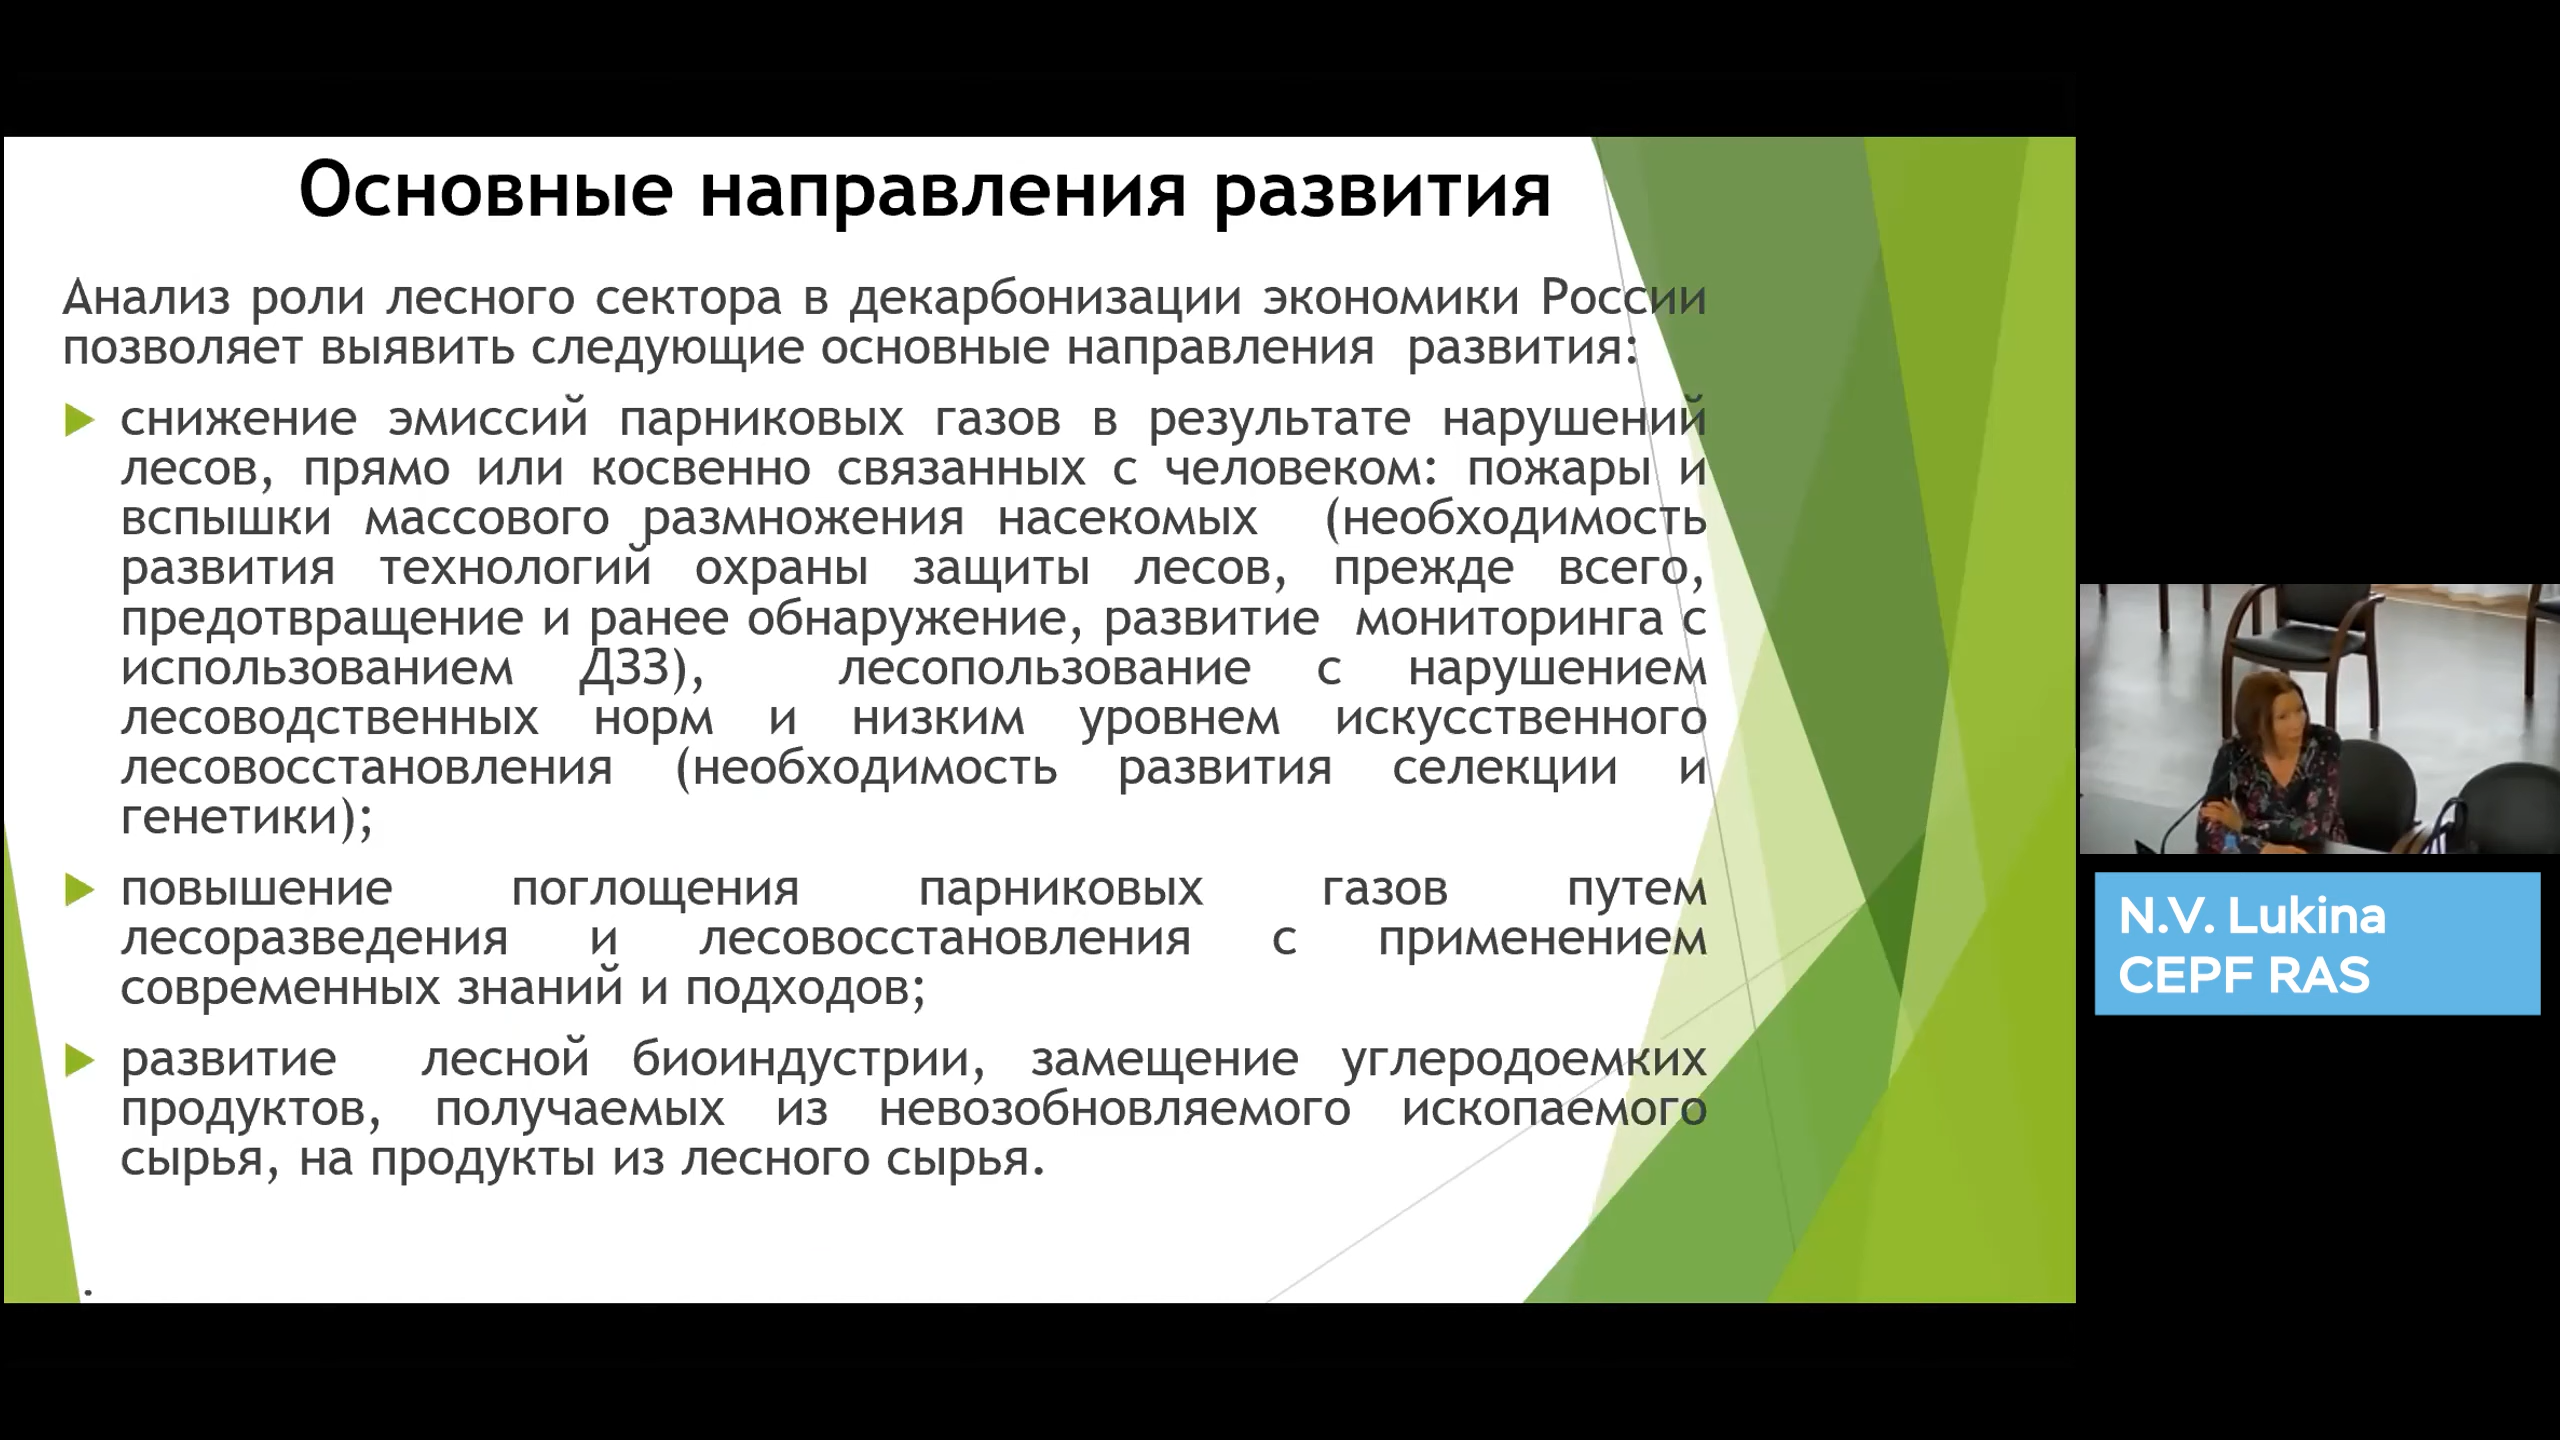 Основные направления развития
Анализ роли лесного сектора в декарбонизации экономики России
позволяет выявить следующие основные направления развития:
снижение эмиссий парниковых газов в результате нарушений
лесов, прямо или косвенно связанных с человеком: пожары и
вспышки массового размножения насекомых (необходимость
развития технологий охраны защиты лесов, прежде всего,
предотвращение и ранее обнаружение, развитие мониторинга с
использованием ДЗЗ), лесопользование с нарушением
лесоводственных норм и низким уровнем искусственного
лесовосстановления (необходимость развития селекции и
генетики);
повышение поглощения парниковых газов путем
лесоразведения и лесовосстановления с применением
современных знаний и подходов;
развитие лесной биоиндустрии, замещение углеродоемких
продуктов, получаемых из невозобновляемого ископаемого
сырья, на продукты из лесного сырья.
.
N.V. Lukina
CEPF RAS